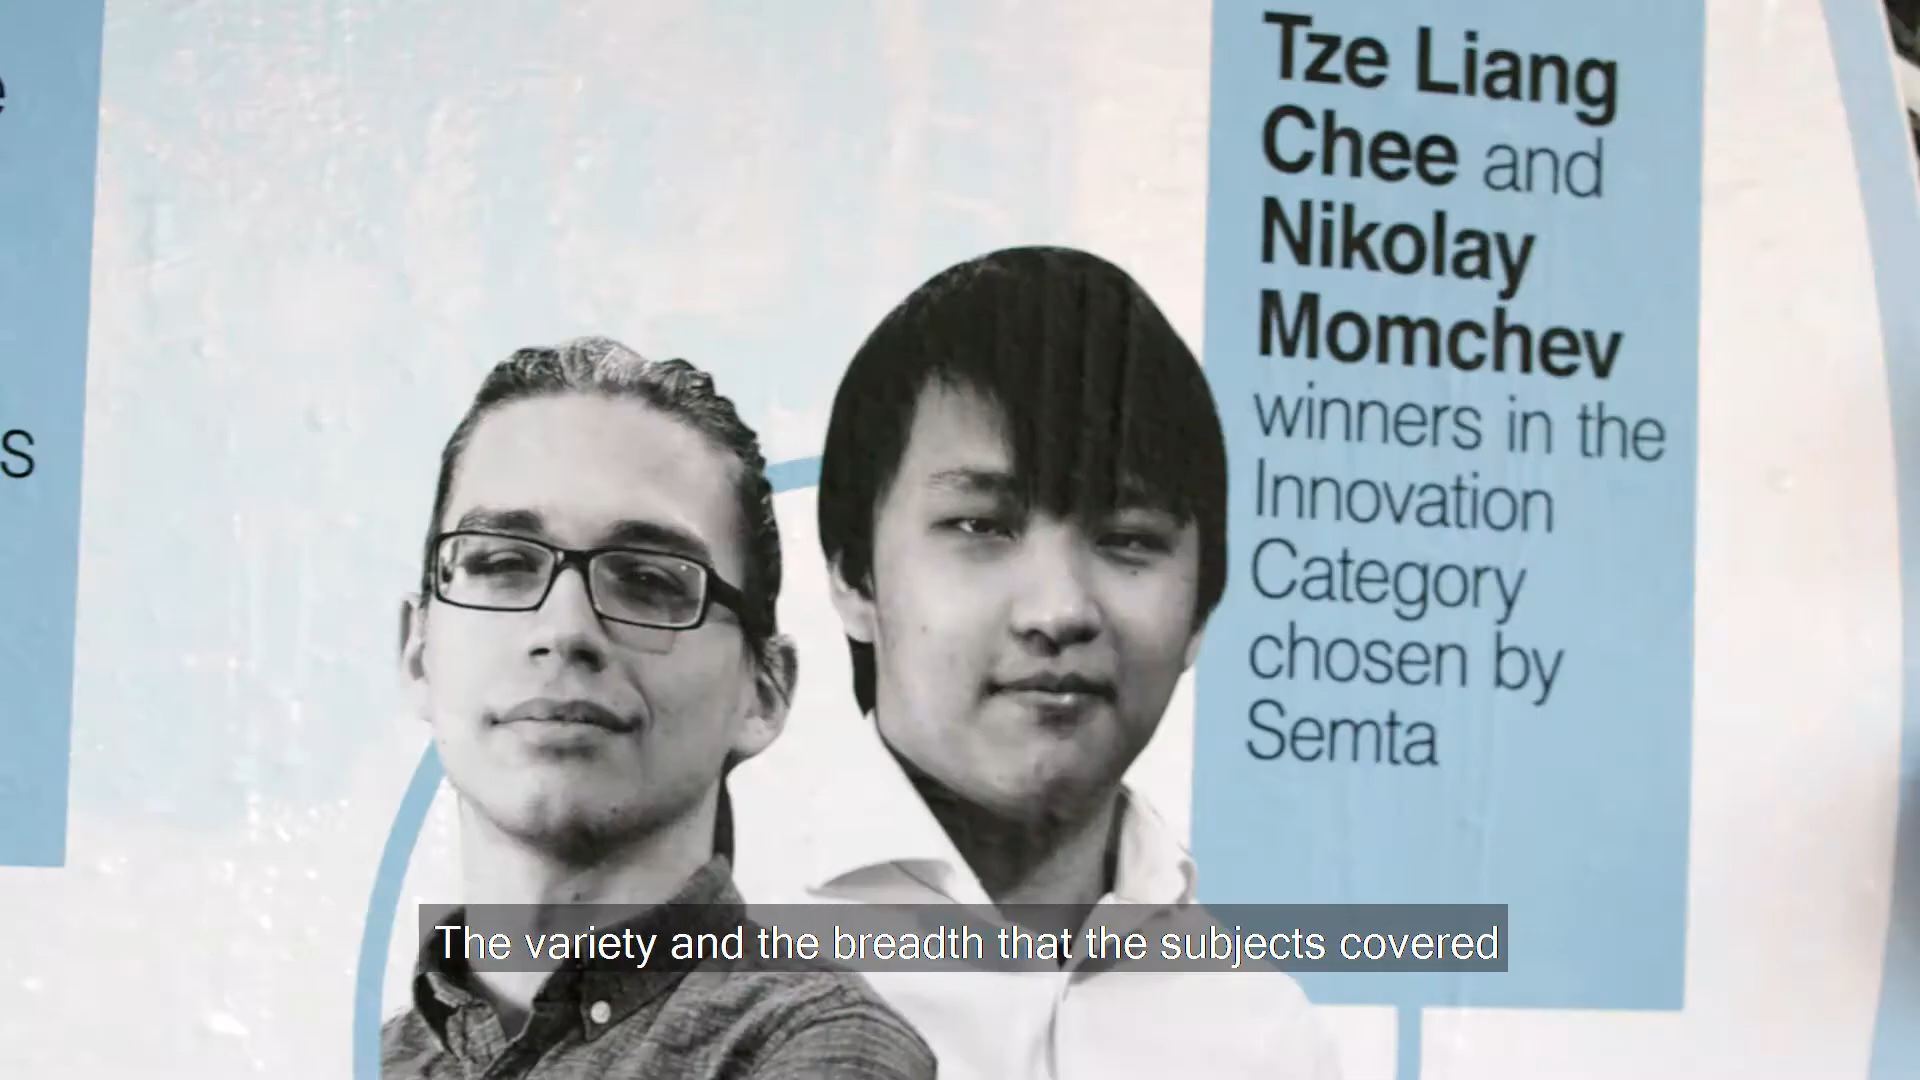 Tze Liang
Chee and
Nikolay
Momchev
winners in the
Innovation
Category
chosen by
Semta
The variety and the breadth that the subjects covered